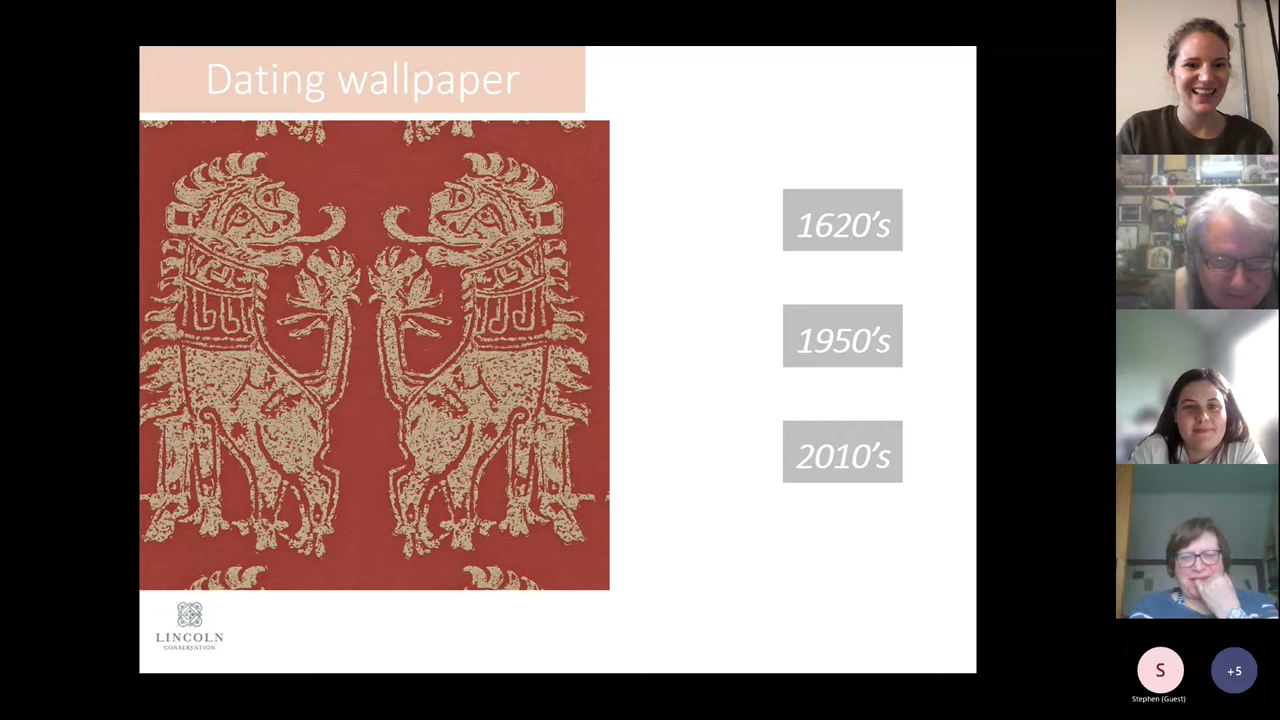 Dating wallpaper
1620's
1950's
2010's
LINCOLN
CONSERVATION
S
+5
Stephen (Guest)